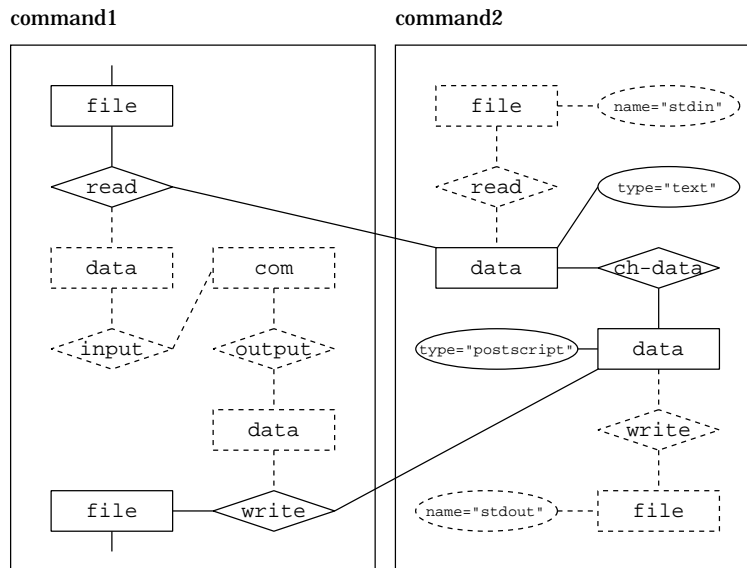 command1
command2
file
read
data
com
input
output
data
file
write
file
name="stdin"
read
type="text"
data
ch-data
type="postscript"
data
write
name="stdout"
file